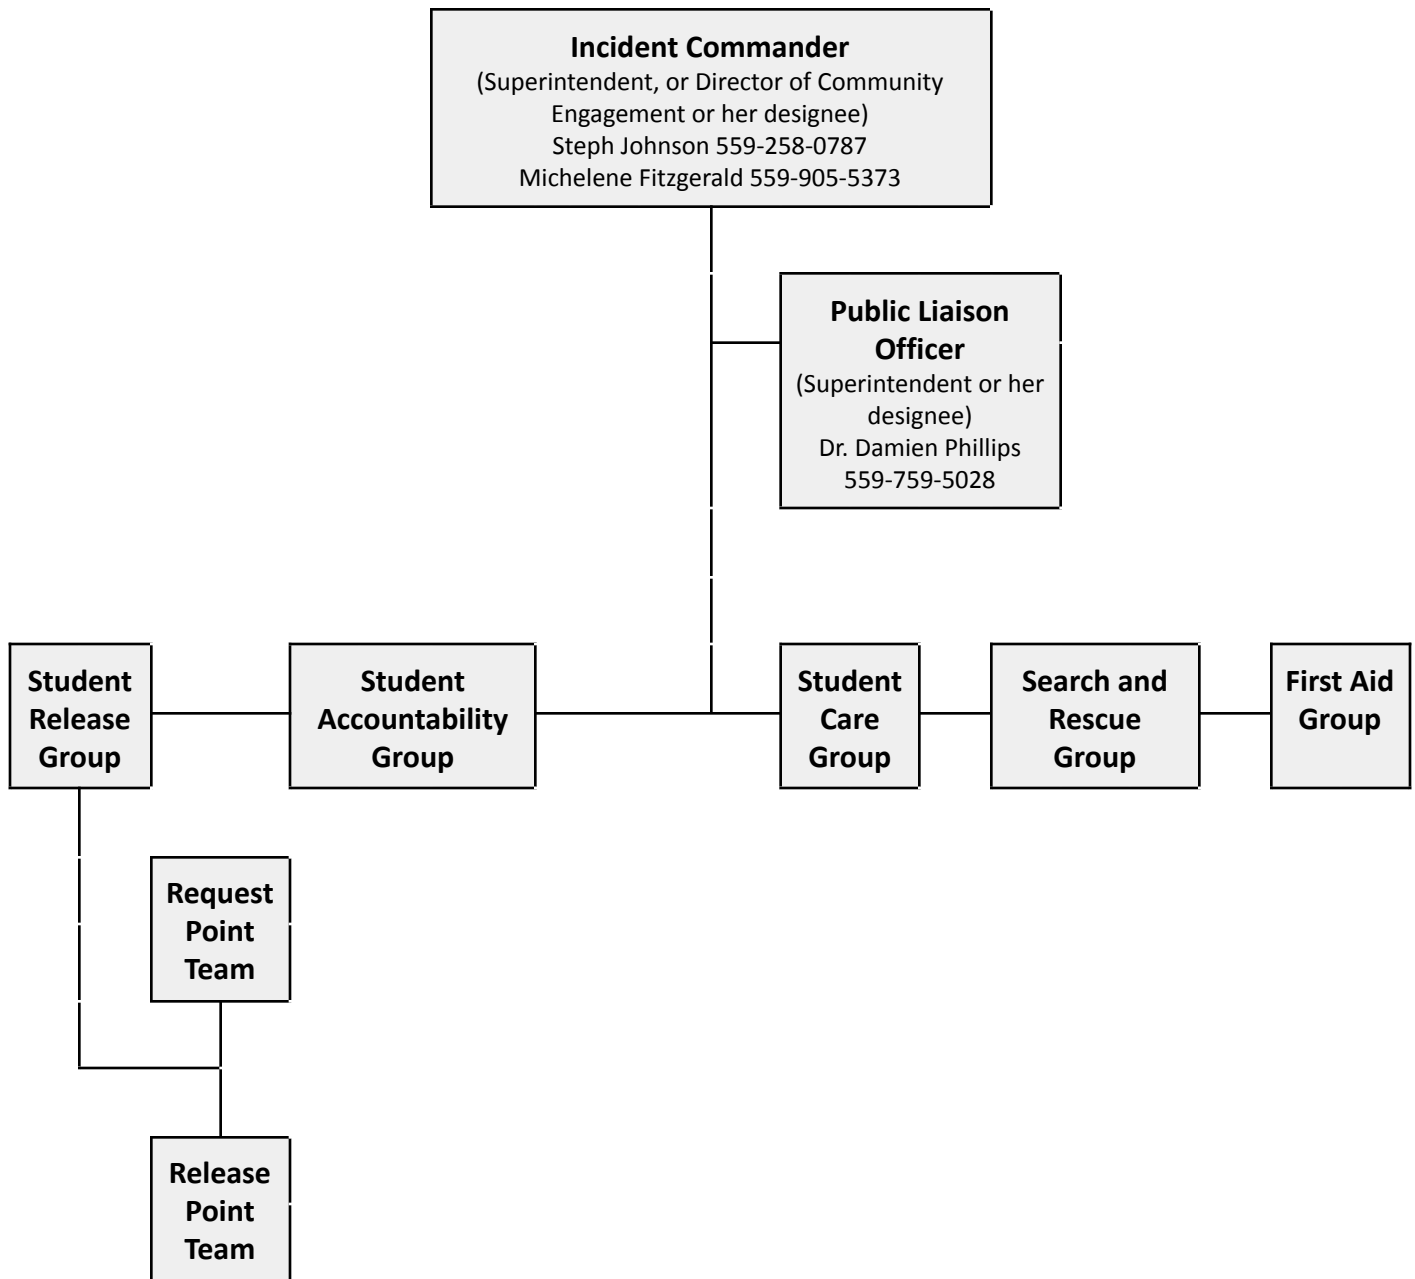 Incident Commander
(Superintendent, or Director of Community
Engagement or her designee)
Steph Johnson 559-258-0787
Michelene Fitzgerald 559-905-5373
Public Liaison
Officer
(Superintendent or her
designee)
Dr. Damien Phillips
559-759-5028
Student
Release
Group
Student
Accountability
Group
Student
Care
Group
Search and
Rescue
Group
First Aid
Group
Request
Point
Team
Release
Point
Team